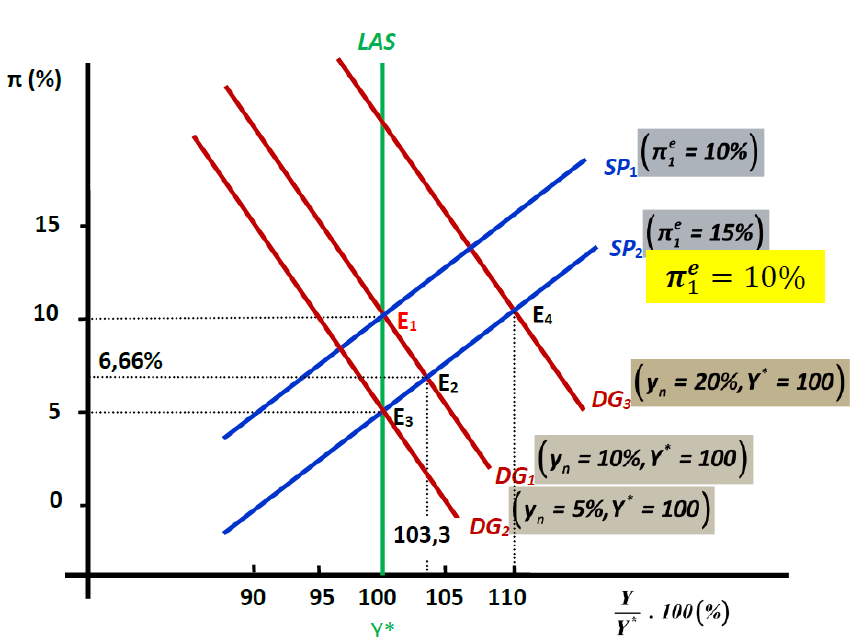 LAS
π (%)
SP₁ (π₁ᵉ = 10%)
15
SP₂ (π₁ᵉ = 15%)
π₁ᵉ = 10%
10
E₁
E₄
6,66%
E₂
5
E₃
DG₃ (yₙ = 20%, Y* = 100)
DG₁ (yₙ = 10%, Y* = 100)
0
DG₂ (yₙ = 5%, Y* = 100)
103,3
90 95 100 105 110
Y/Y* . 100 (%)
Y*